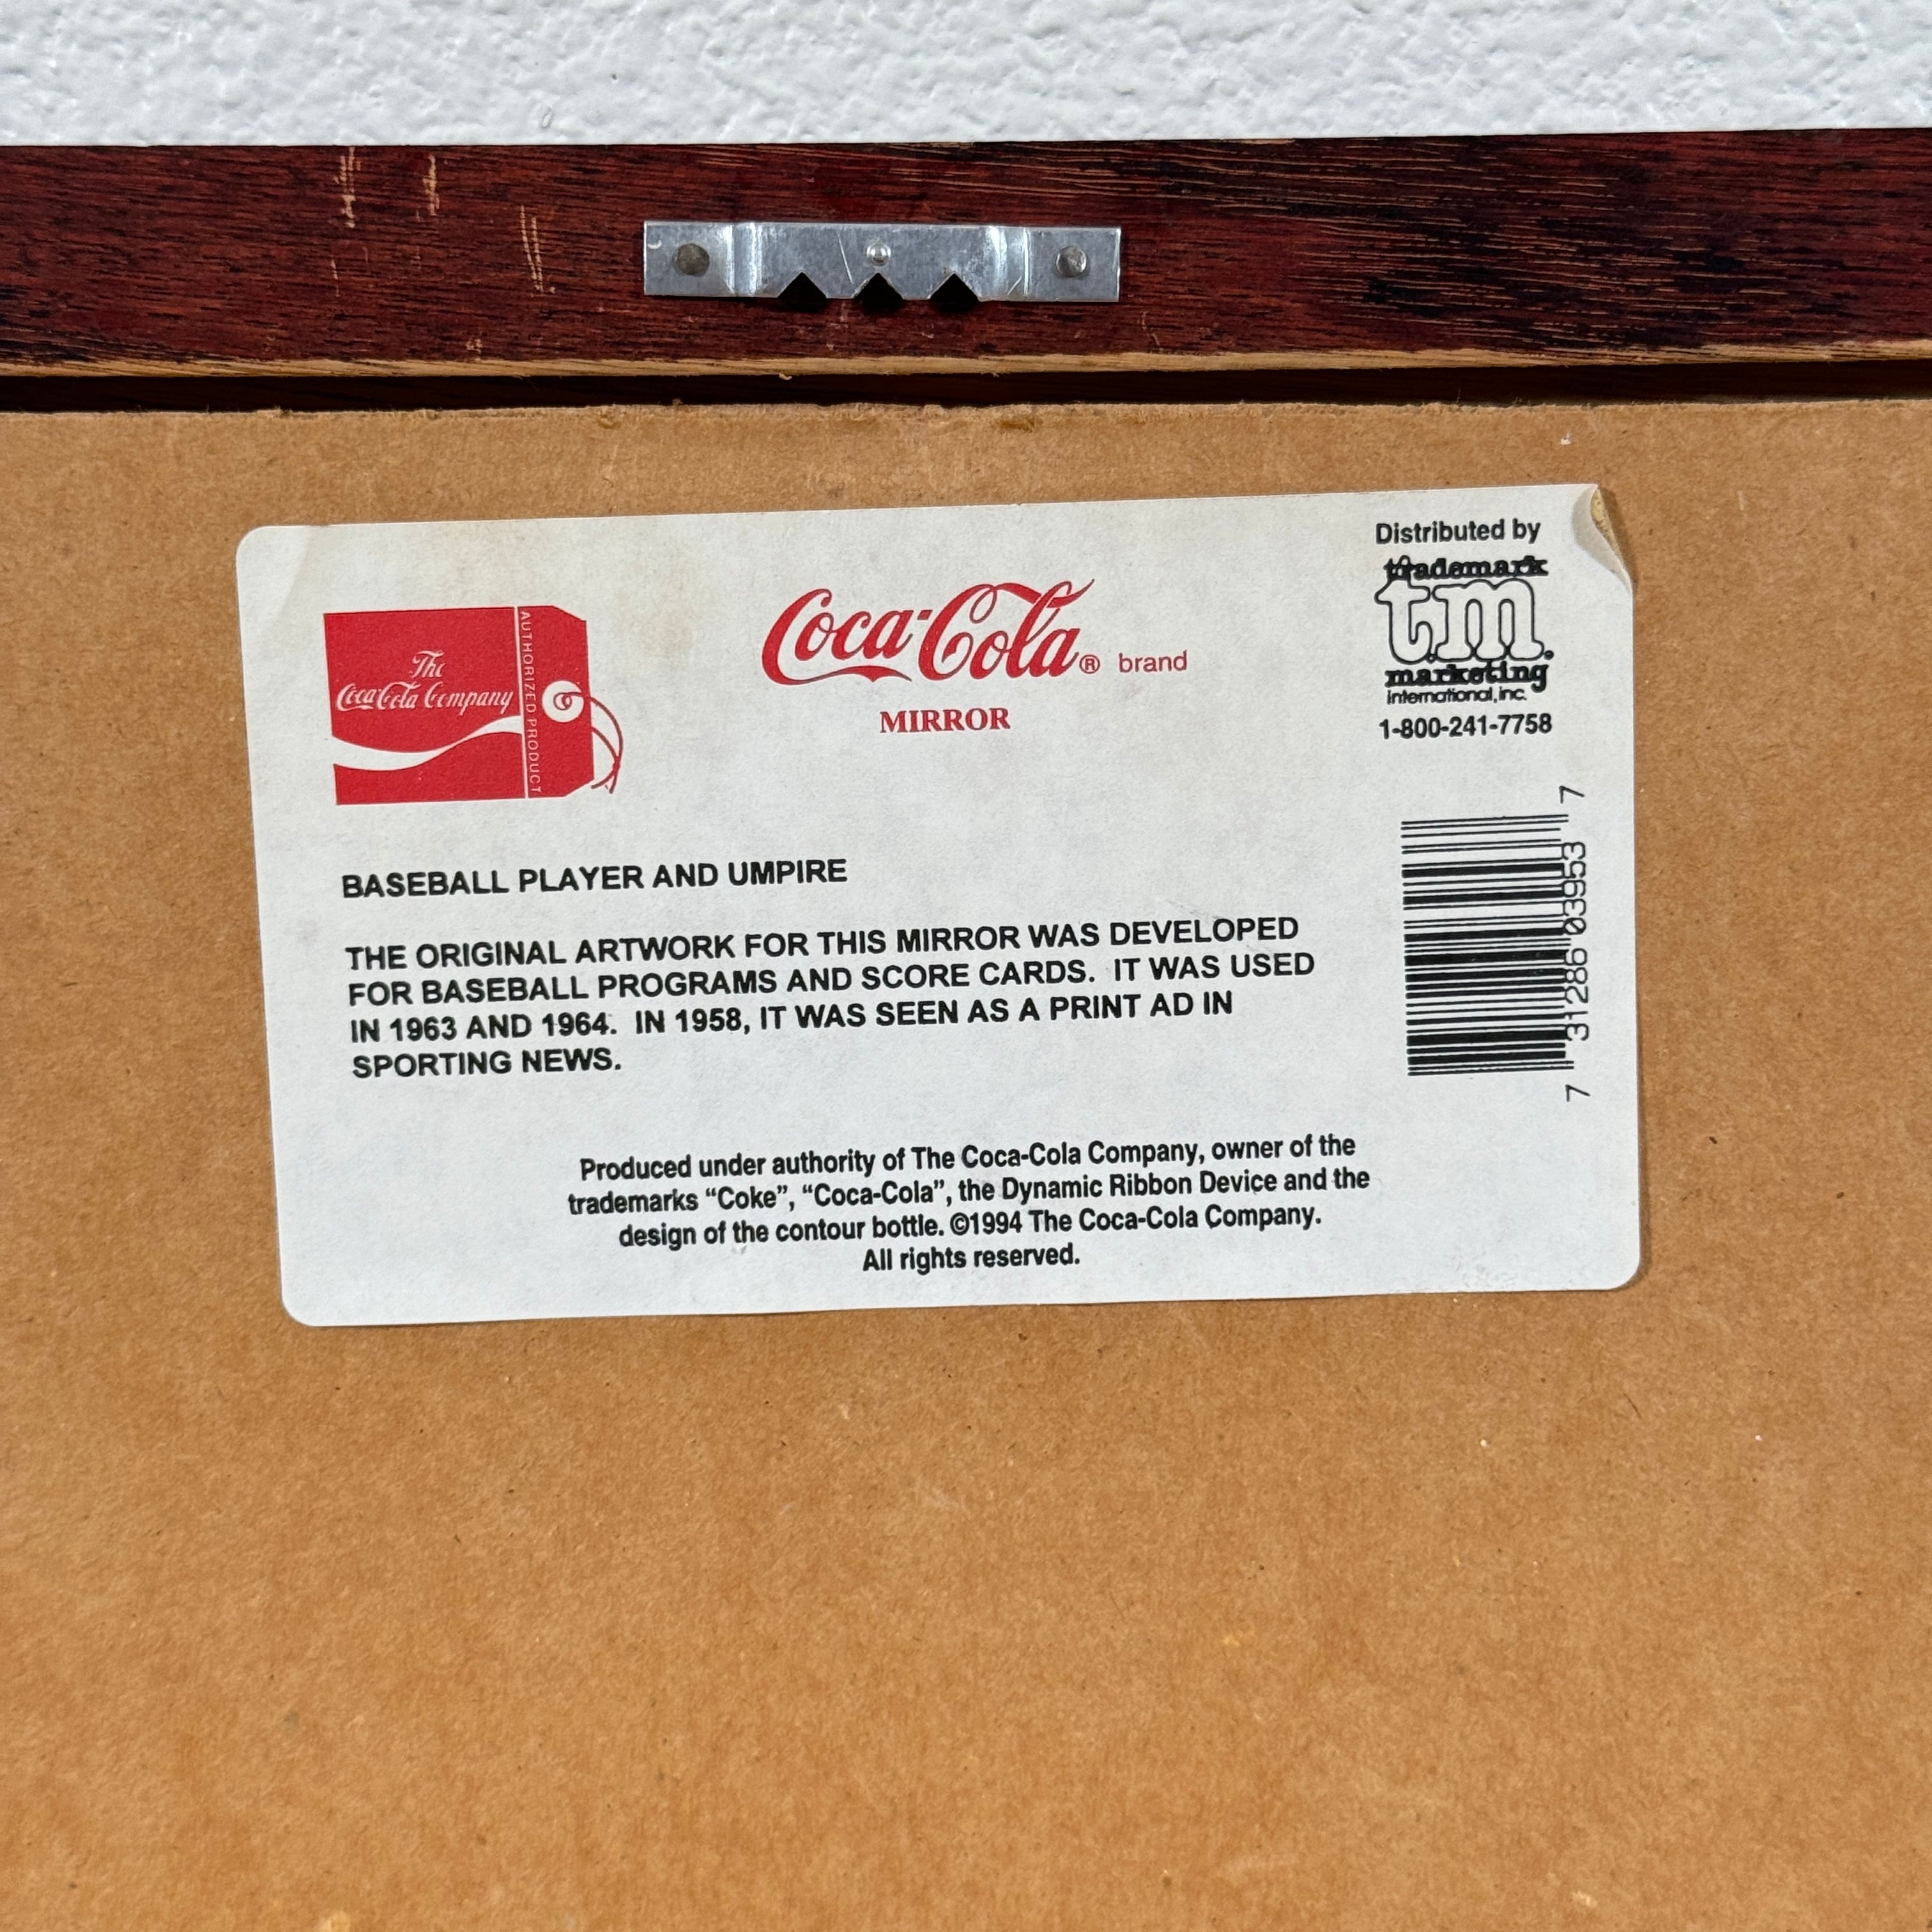 The
Coca-Cola Company
AUTHORIZED PRODUCT
Coca-Cola® brand
MIRROR
Distributed by
trademark
t.m.
marketing
international, inc.
1-800-241-7758
BASEBALL PLAYER AND UMPIRE
THE ORIGINAL ARTWORK FOR THIS MIRROR WAS DEVELOPED
FOR BASEBALL PROGRAMS AND SCORE CARDS. IT WAS USED
IN 1963 AND 1964. IN 1958, IT WAS SEEN AS A PRINT AD IN
SPORTING NEWS.
7 31286 03953 7
Produced under authority of The Coca-Cola Company, owner of the
trademarks “Coke”, “Coca-Cola”, the Dynamic Ribbon Device and the
design of the contour bottle. ©1994 The Coca-Cola Company.
All rights reserved.